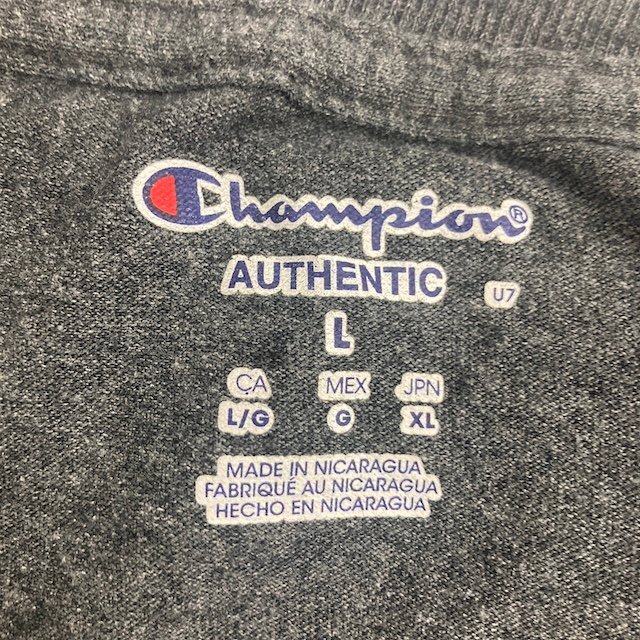 Champion®
AUTHENTIC
U7
L
CA MEX JPN
L/G G XL
MADE IN NICARAGUA
FABRIQUÉ AU NICARAGUA
HECHO EN NICARAGUA